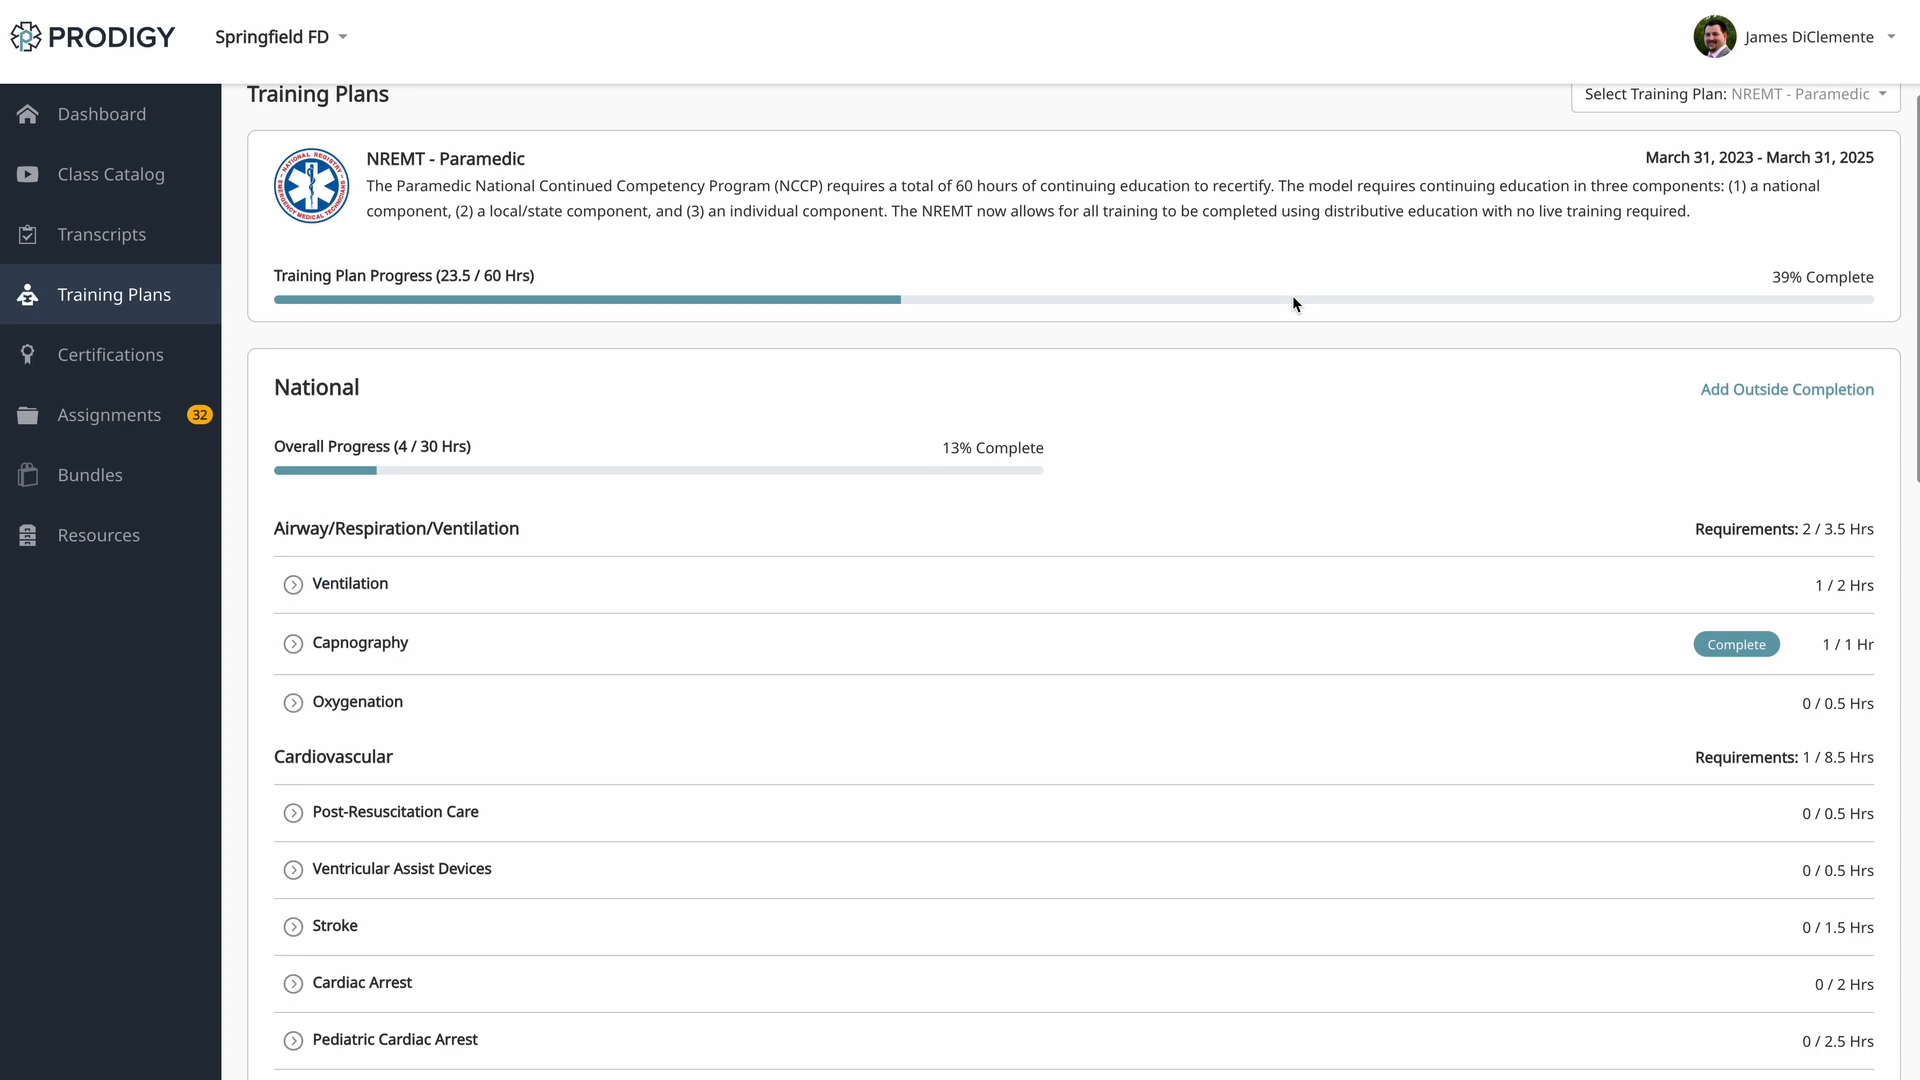 PRODIGY
Springfield FD
James DiClemente
Dashboard
Class Catalog
Transcripts
Training Plans
Certifications
Assignments 32
Bundles
Resources
Training Plans
Select Training Plan: NREMT - Paramedic
NATIONAL REGISTRY
EMERGENCY MEDICAL TECHNICIANS
NREMT - Paramedic
March 31, 2023 - March 31, 2025
The Paramedic National Continued Competency Program (NCCP) requires a total of 60 hours of continuing education to recertify. The model requires continuing education in three components: (1) a national
component, (2) a local/state component, and (3) an individual component. The NREMT now allows for all training to be completed using distributive education with no live training required.
Training Plan Progress (23.5 / 60 Hrs)
39% Complete
National
Add Outside Completion
Overall Progress (4 / 30 Hrs)
13% Complete
Airway/Respiration/Ventilation
Requirements: 2 / 3.5 Hrs
Ventilation
1 / 2 Hrs
Capnography
Complete
1 / 1 Hr
Oxygenation
0 / 0.5 Hrs
Cardiovascular
Requirements: 1 / 8.5 Hrs
Post-Resuscitation Care
0 / 0.5 Hrs
Ventricular Assist Devices
0 / 0.5 Hrs
Stroke
0 / 1.5 Hrs
Cardiac Arrest
0 / 2 Hrs
Pediatric Cardiac Arrest
0 / 2.5 Hrs